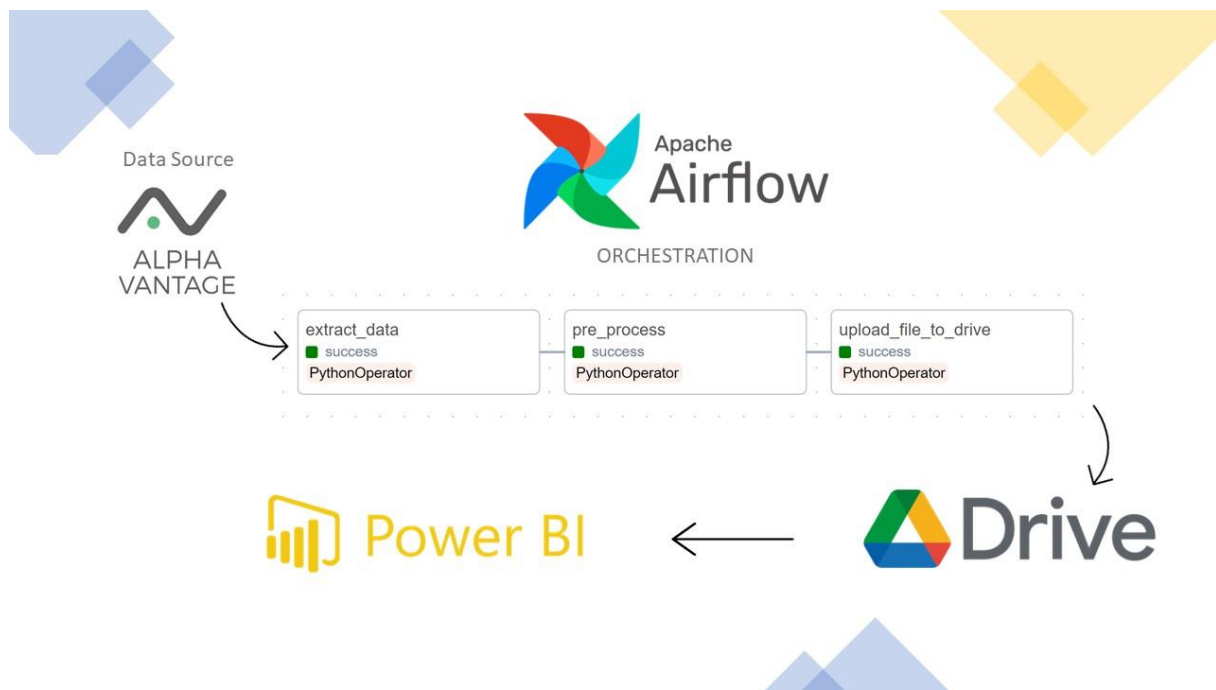 Data Source
ALPHA
VANTAGE
Apache
Airflow
ORCHESTRATION
extract_data
success
PythonOperator
pre_process
success
PythonOperator
upload_file_to_drive
success
PythonOperator
Power BI
Drive